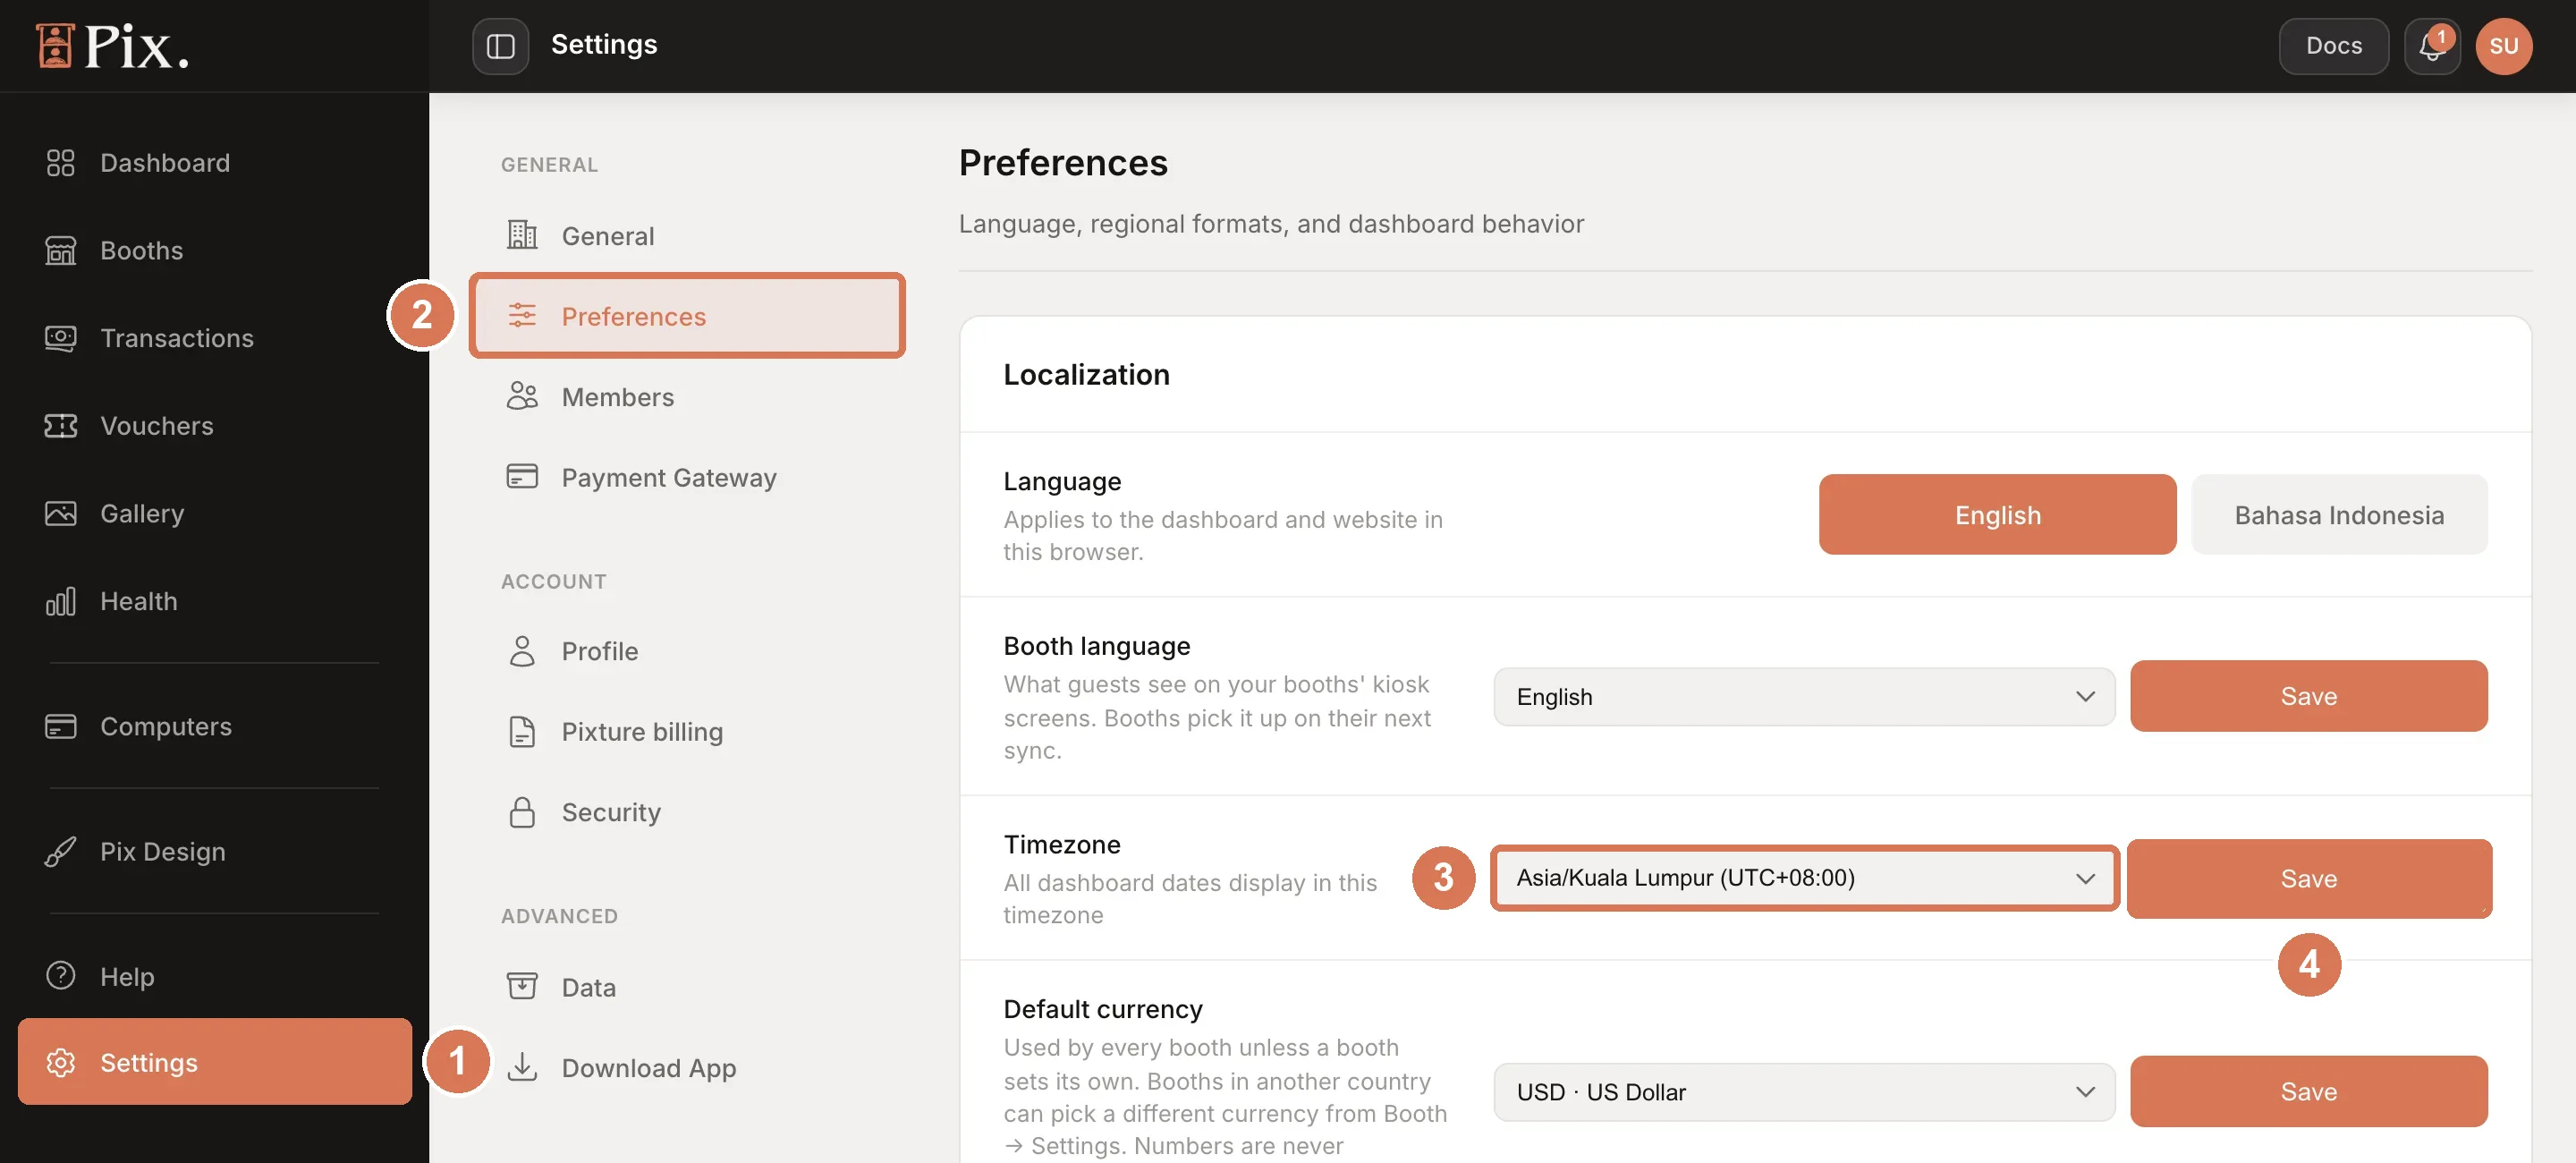 Pix.
Settings
Docs
1
SU
Dashboard
Booths
Transactions
Vouchers
Gallery
Health
Computers
Pix Design
Help
Settings
1
GENERAL
General
2
Preferences
Members
Payment Gateway
ACCOUNT
Profile
Pixture billing
Security
ADVANCED
Data
Download App
Preferences
Language, regional formats, and dashboard behavior
Localization
Language
Applies to the dashboard and website in
this browser.
English
Bahasa Indonesia
Booth language
What guests see on your booths' kiosk
screens. Booths pick it up on their next
sync.
English
Save
Timezone
All dashboard dates display in this
timezone
3
Asia/Kuala Lumpur (UTC+08:00)
Save
4
Default currency
Used by every booth unless a booth
sets its own. Booths in another country
can pick a different currency from Booth
→ Settings. Numbers are never
USD · US Dollar
Save